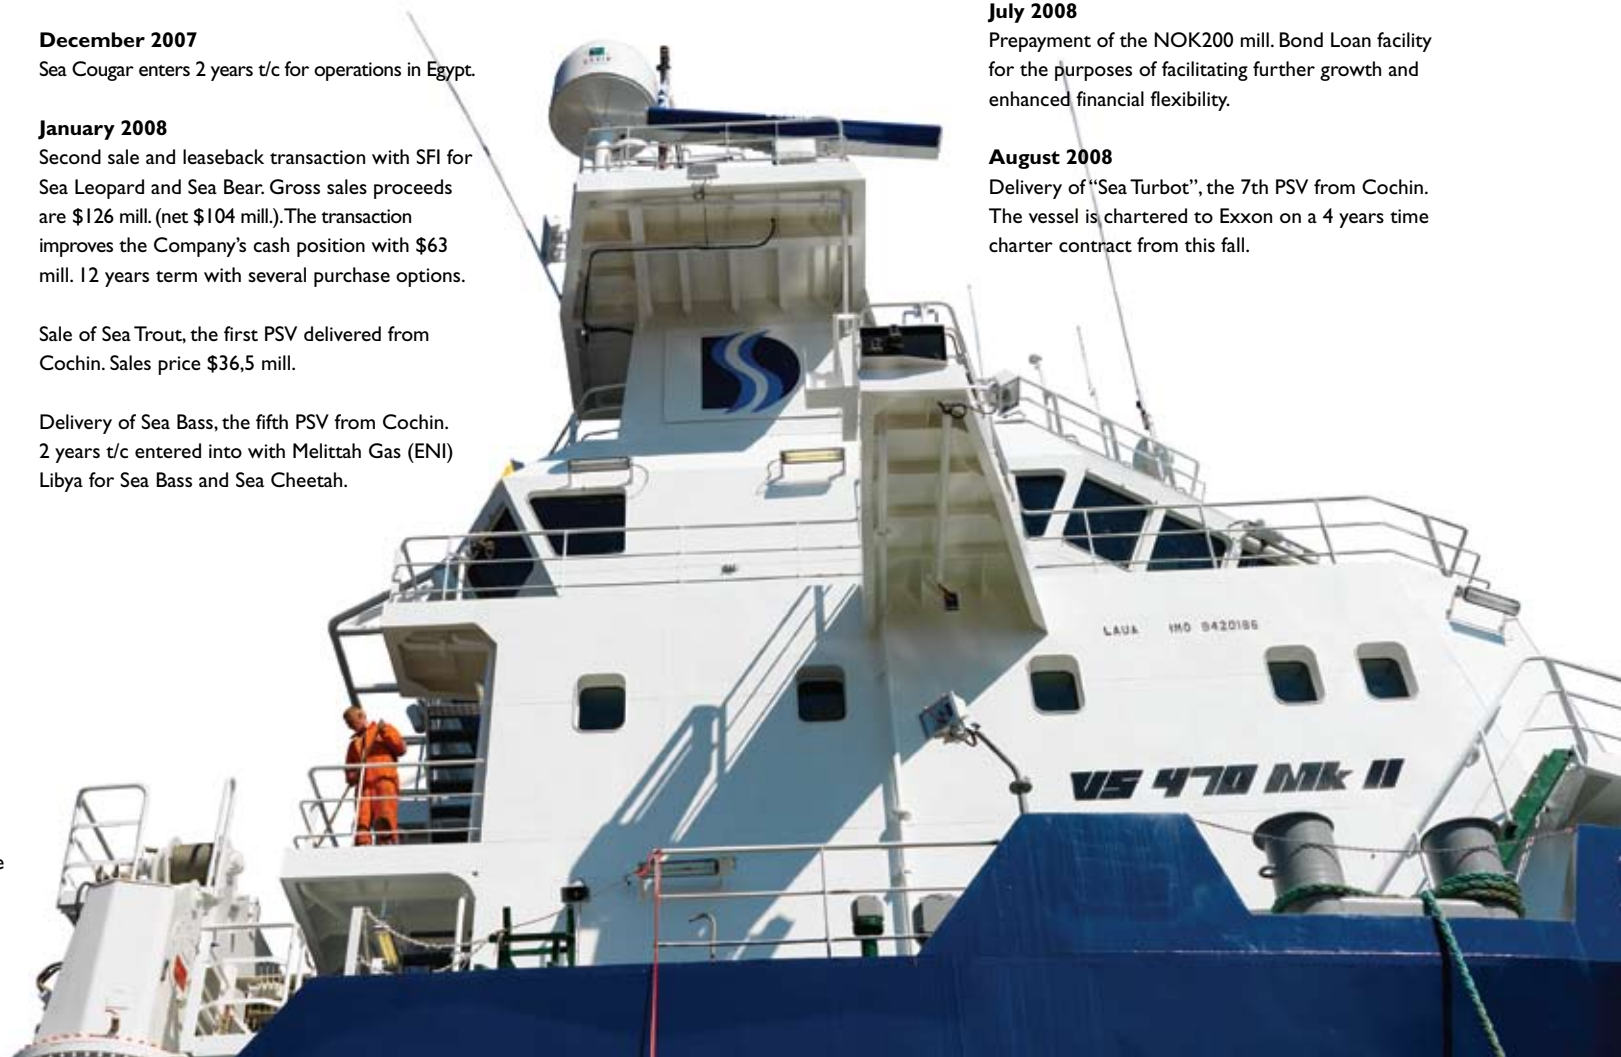 December 2007
Sea Cougar enters 2 years t/c for operations in Egypt.
January 2008
Second sale and leaseback transaction with SFI for
Sea Leopard and Sea Bear. Gross sales proceeds
are $126 mill. (net $104 mill.). The transaction
improves the Company’s cash position with $63
mill. 12 years term with several purchase options.
Sale of Sea Trout, the first PSV delivered from
Cochin. Sales price $36,5 mill.
Delivery of Sea Bass, the fifth PSV from Cochin.
2 years t/c entered into with Melittah Gas (ENI)
Libya for Sea Bass and Sea Cheetah.
July 2008
Prepayment of the NOK200 mill. Bond Loan facility
for the purposes of facilitating further growth and
enhanced financial flexibility.
August 2008
Delivery of “Sea Turbot”, the 7th PSV from Cochin.
The vessel is chartered to Exxon on a 4 years time
charter contract from this fall.
LAUA IMO 9420186
VS 470 Mk II
e